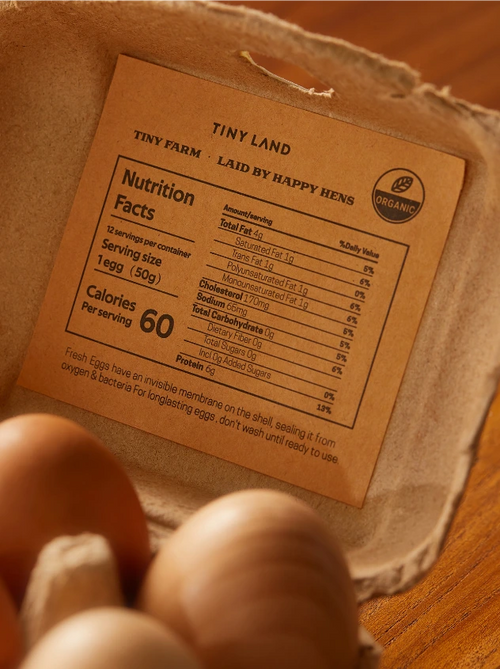 TINY LAND
TINY FARM · LAID BY HAPPY HENS
ORGANIC
Nutrition
Facts
12 servings per container
Serving size
1 egg (50g)
Calories
Per serving 60
Amount/serving
%Daily Value
Total Fat 4g
5%
Saturated Fat 1g
6%
Trans Fat 1g
0%
Polyunsaturated Fat 1g
6%
Monounsaturated Fat 1g
6%
Cholesterol 170mg
5%
Sodium 65mg
5%
Total Carbohydrate 0g
0%
Dietary Fiber 0g
6%
Total Sugars 0g
Incl.0g Added Sugars
0%
Protein 6g
13%
Fresh Eggs have an invisible membrane on the shell, sealing it from
oxygen & bacteria For longlasting eggs ,don't wash until ready to use